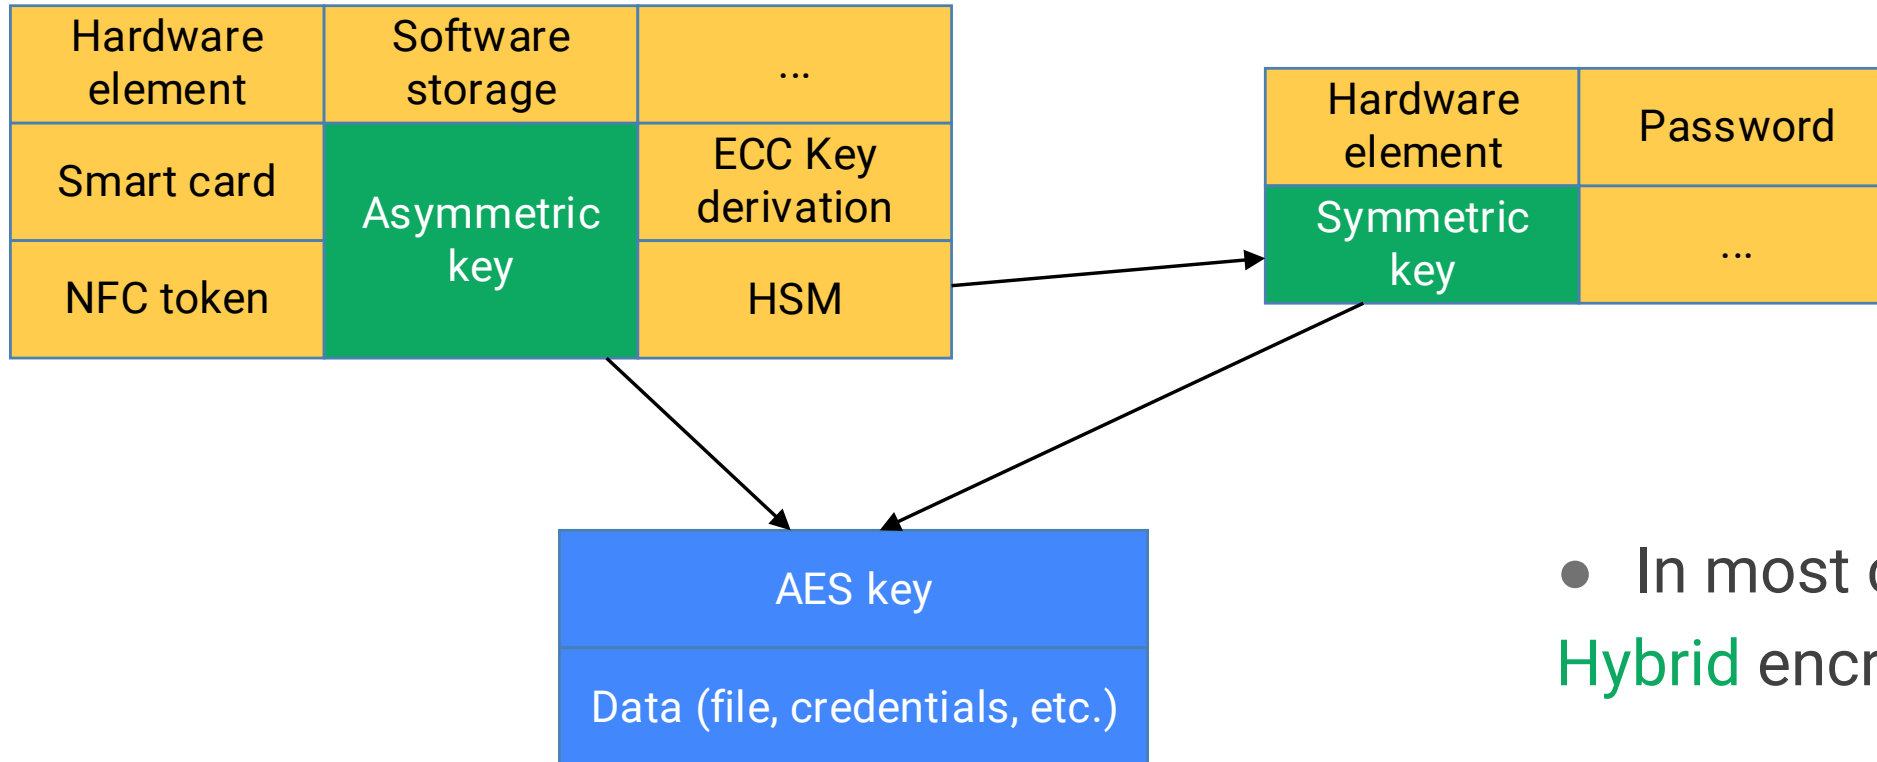 Hardware
element
Software
storage
...
Smart card
Asymmetric
key
ECC Key
derivation
NFC token
HSM
Hardware
element
Password
Symmetric
key
...
AES key
Data (file, credentials, etc.)
● In most
Hybrid